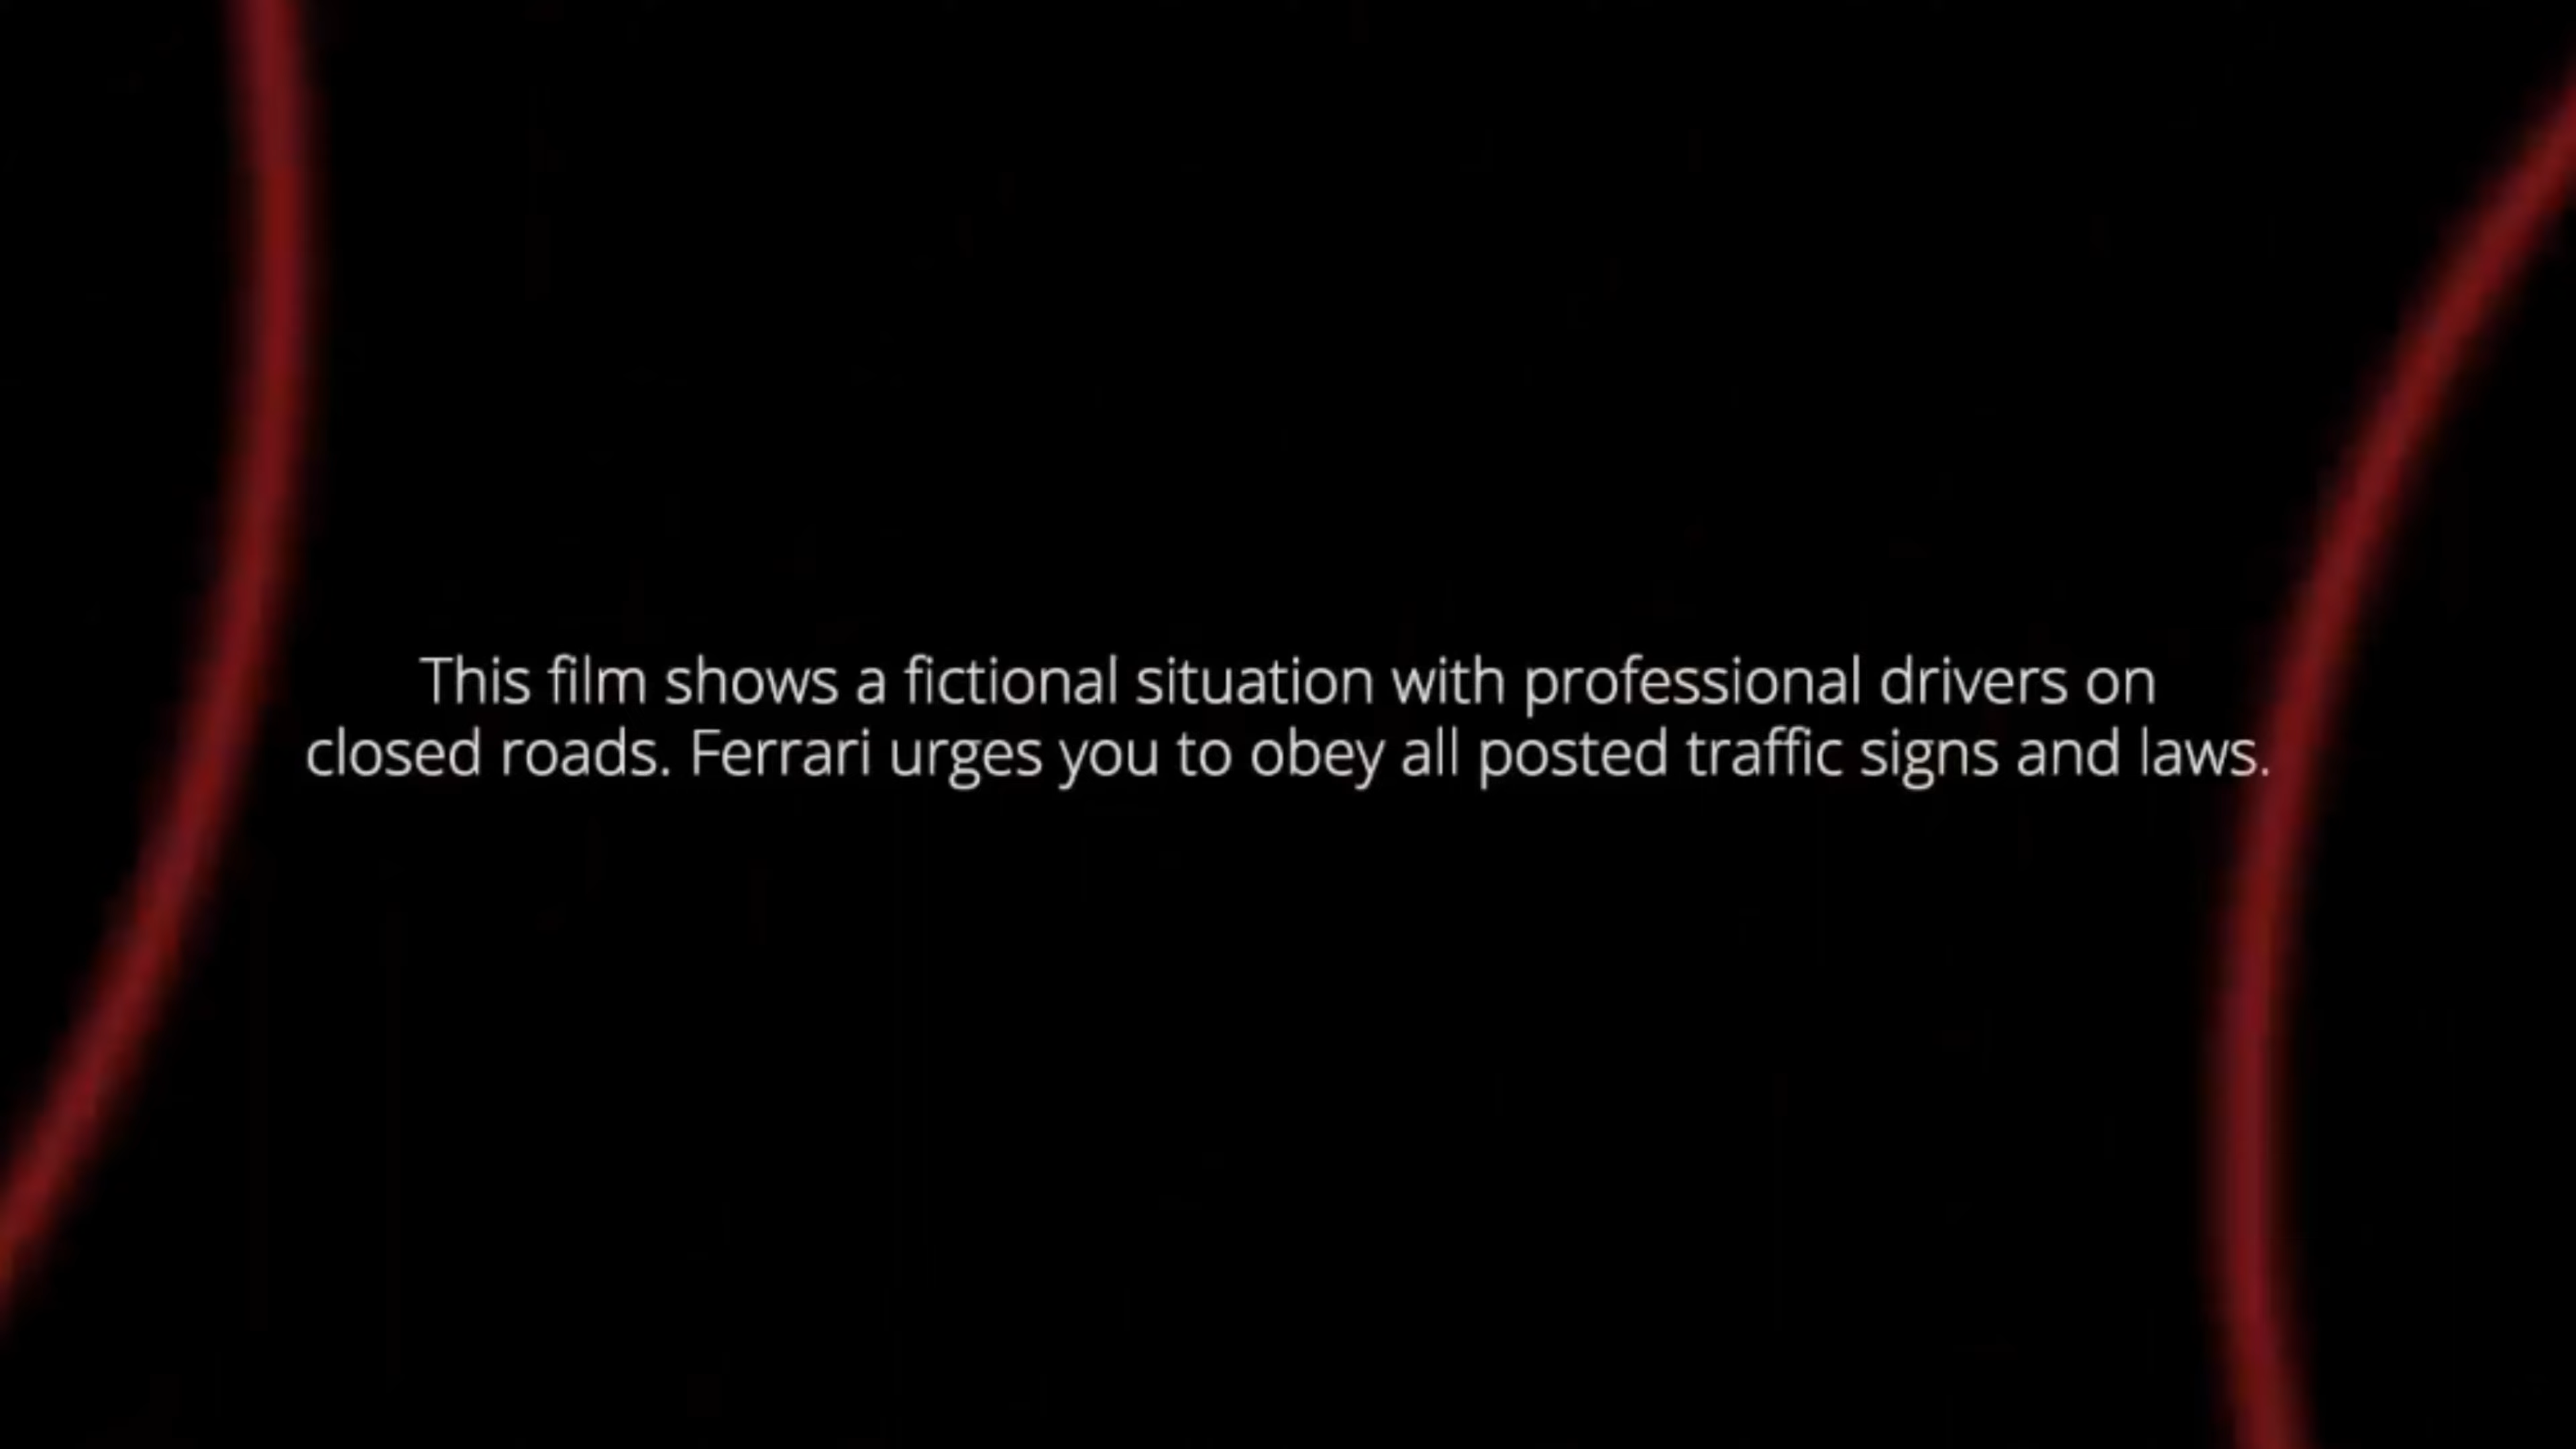 This film shows a fictional situation with professional drivers on
closed roads. Ferrari urges you to obey all posted traffic signs and laws.